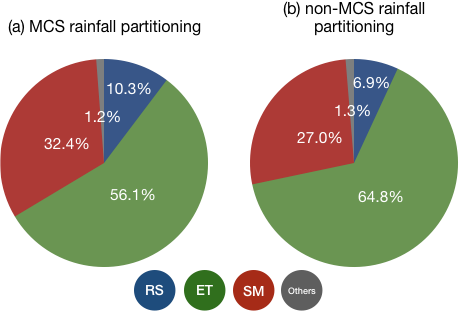 (a) MCS rainfall partitioning
(b) non-MCS rainfall
partitioning
10.3%
1.2%
32.4%
56.1%
6.9%
1.3%
27.0%
64.8%
RS
ET
SM
Others